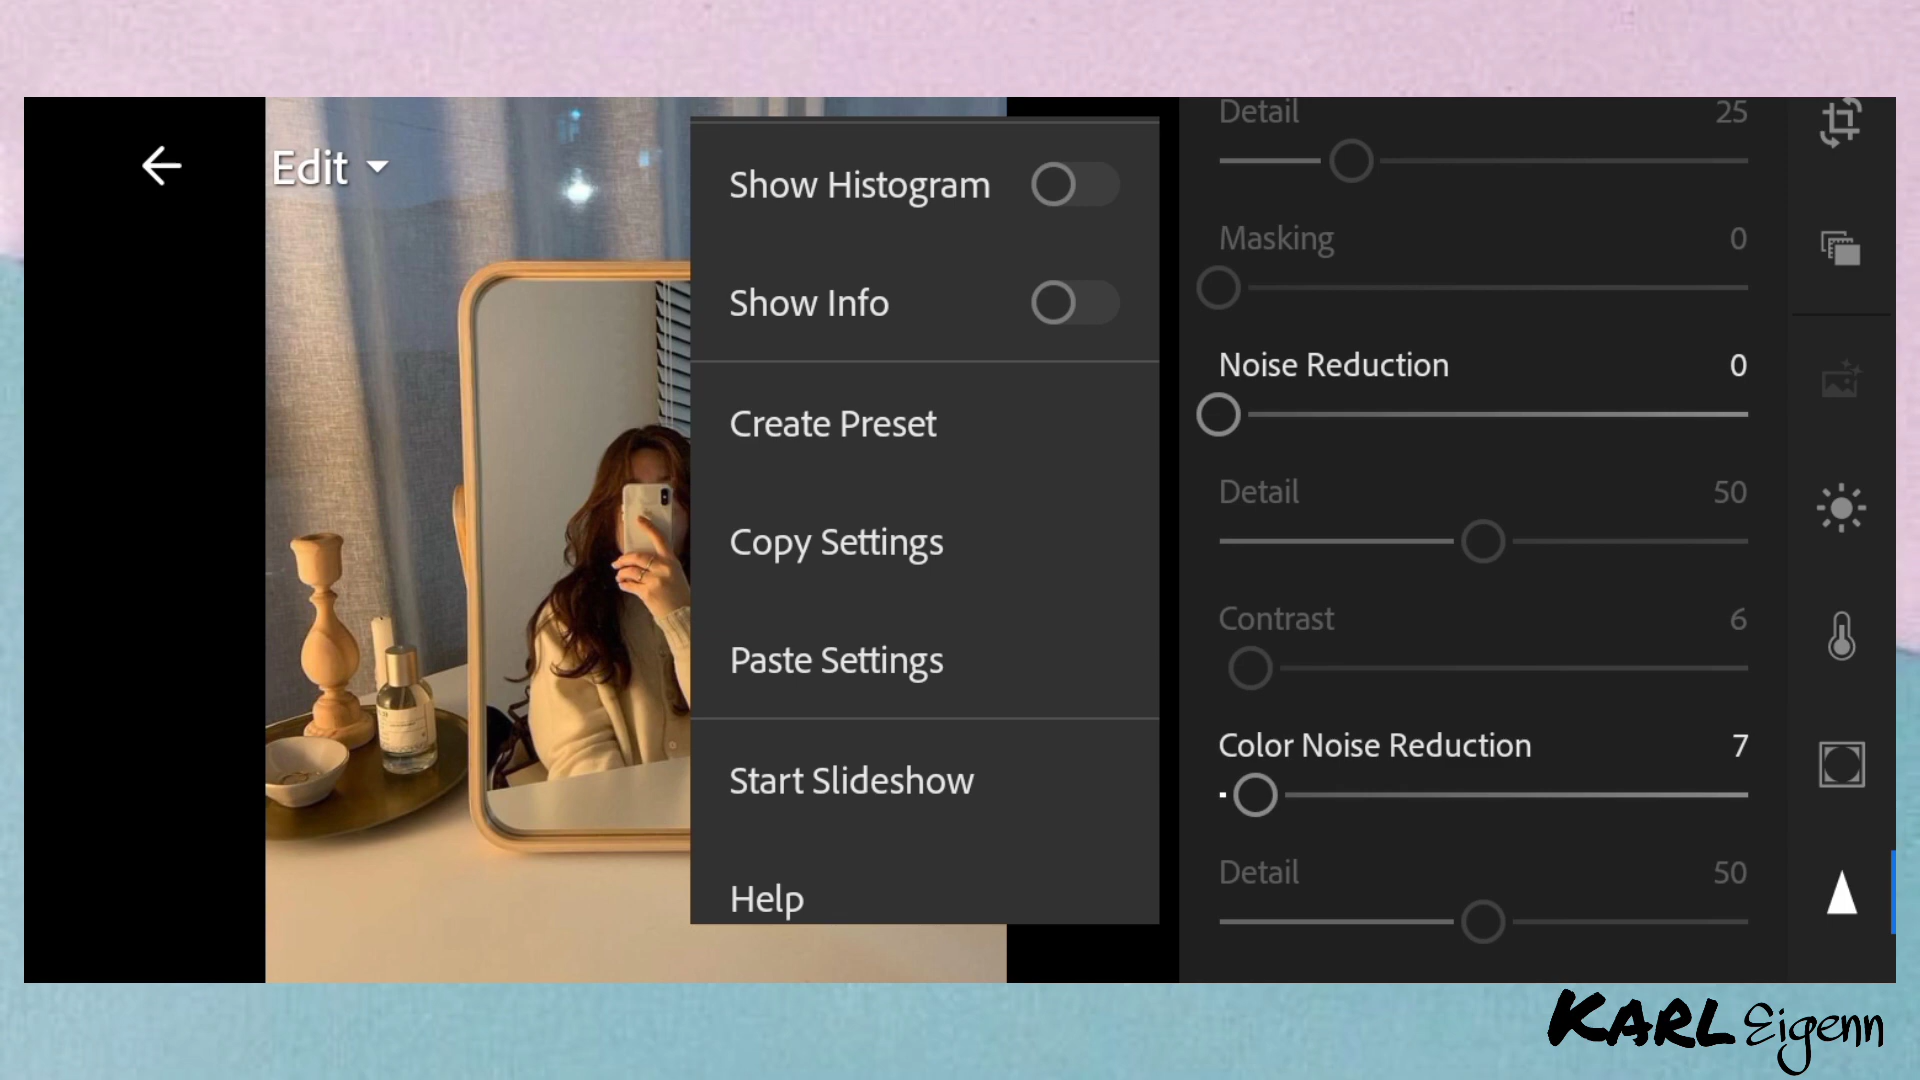 Edit
Show Histogram
Show Info
Create Preset
Copy Settings
Paste Settings
Start Slideshow
Help
Detail 25
Masking 0
Noise Reduction 0
Detail 50
Contrast 6
Color Noise Reduction 7
Detail 50
KARL Eigenn